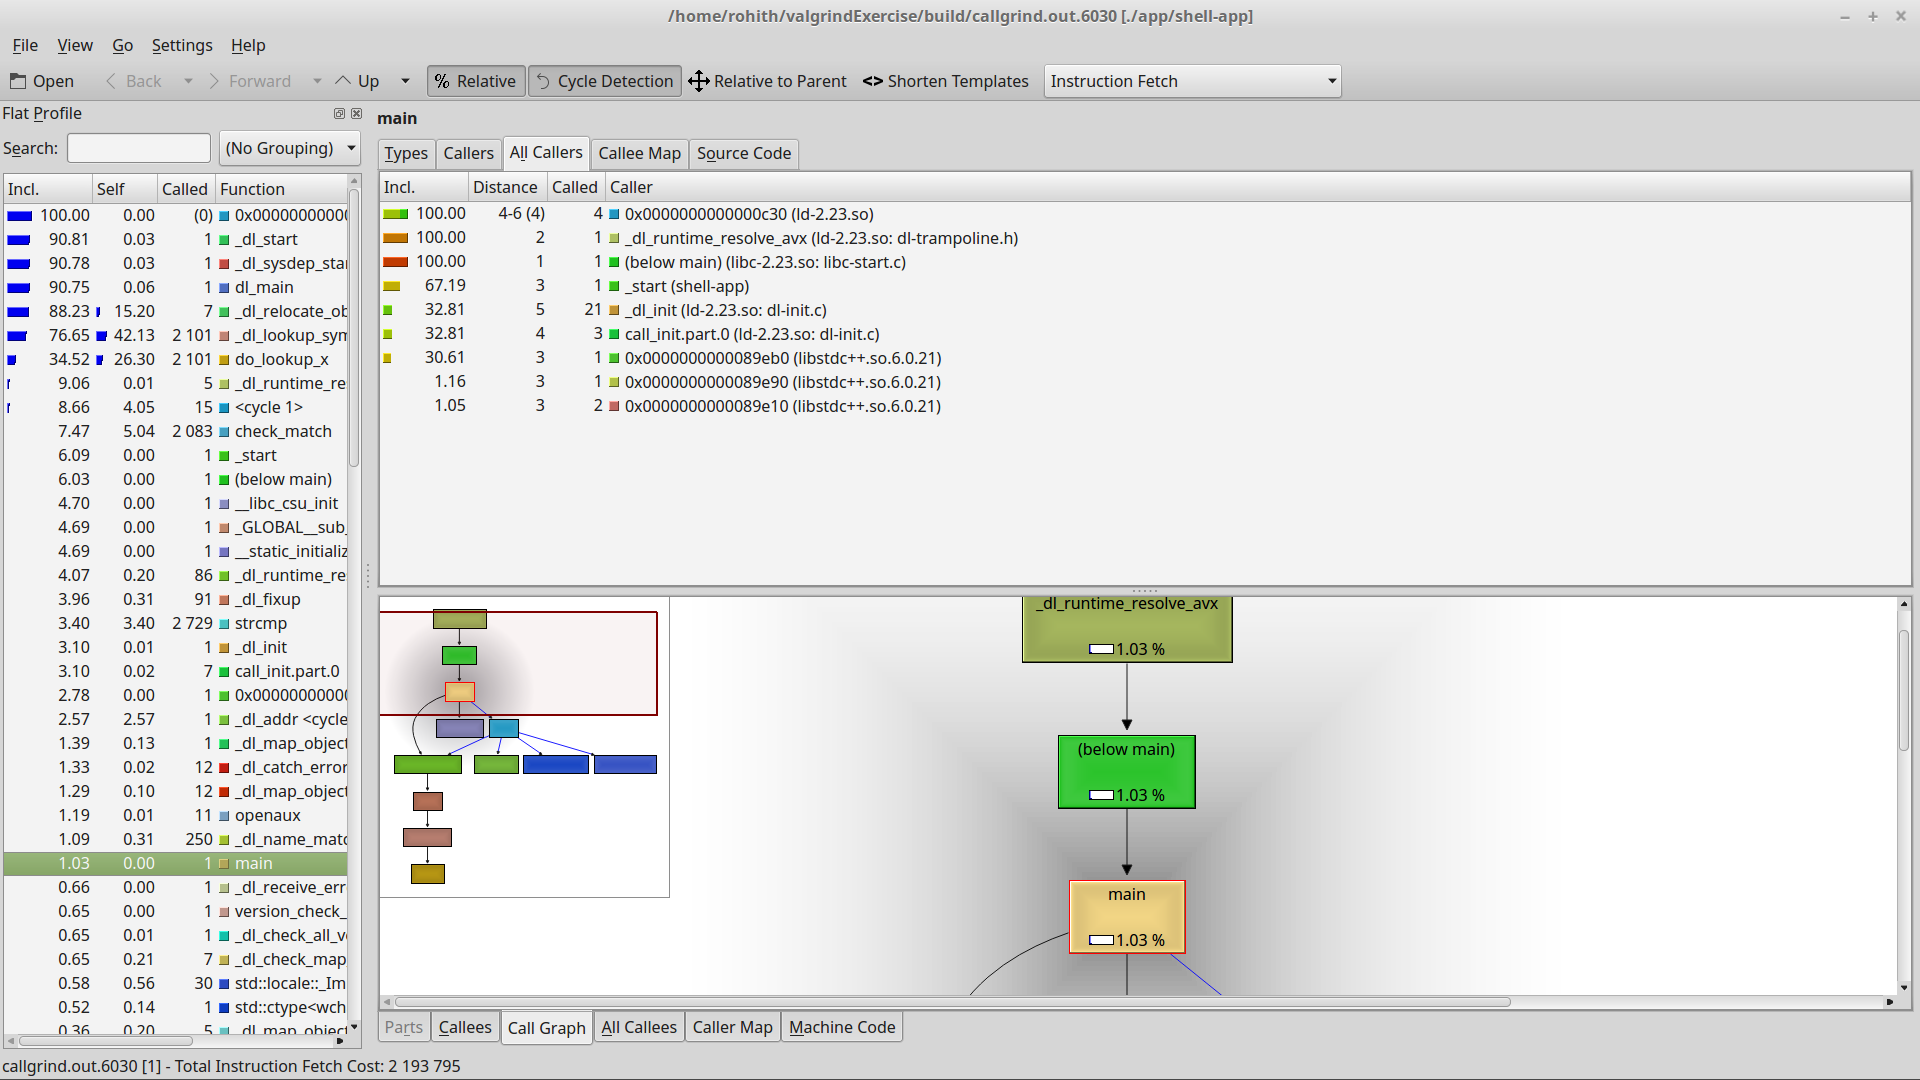 /home/rohith/valgrindExercise/build/callgrind.out.6030 [./app/shell-app]
File View Go Settings Help
Open Back Forward Up % Relative Cycle Detection Relative to Parent <> Shorten Templates Instruction Fetch
Flat Profile
Search: (No Grouping)
Incl. Self Called Function
100.00 0.00 (0) 0x0000000000
90.81 0.03 1 _dl_start
90.78 0.03 1 _dl_sysdep_sta
90.75 0.06 1 dl_main
88.23 15.20 7 _dl_relocate_ob
76.65 42.13 2 101 _dl_lookup_sym
34.52 26.30 2 101 do_lookup_x
9.06 0.01 5 _dl_runtime_re
8.66 4.05 15 <cycle 1>
7.47 5.04 2 083 check_match
6.09 0.00 1 _start
6.03 0.00 1 (below main)
4.70 0.00 1 __libc_csu_init
4.69 0.00 1 _GLOBAL__sub_
4.69 0.00 1 __static_initializ
4.07 0.20 86 _dl_runtime_re
3.96 0.31 91 _dl_fixup
3.40 3.40 2 729 strcmp
3.10 0.01 1 _dl_init
3.10 0.02 7 call_init.part.0
2.78 0.00 1 0x0000000000
2.57 2.57 1 _dl_addr <cycle
1.39 0.13 1 _dl_map_object
1.33 0.02 12 _dl_catch_error
1.29 0.10 12 _dl_map_object
1.19 0.01 11 openaux
1.09 0.31 250 _dl_name_matc
1.03 0.00 1 main
0.66 0.00 1 _dl_receive_err
0.65 0.00 1 version_check_
0.65 0.01 1 _dl_check_all_v
0.65 0.21 7 _dl_check_map
0.58 0.56 30 std::locale::_Im
0.52 0.14 1 std::ctype<wch
0.36 0.20 5 _dl_map_object
main
Types Callers All Callers Callee Map Source Code
Incl. Distance Called Caller
100.00 4-6 (4) 4 0x0000000000000c30 (ld-2.23.so)
100.00 2 1 _dl_runtime_resolve_avx (ld-2.23.so: dl-trampoline.h)
100.00 1 1 (below main) (libc-2.23.so: libc-start.c)
67.19 3 1 _start (shell-app)
32.81 5 21 _dl_init (ld-2.23.so: dl-init.c)
32.81 4 3 call_init.part.0 (ld-2.23.so: dl-init.c)
30.61 3 1 0x0000000000089eb0 (libstdc++.so.6.0.21)
1.16 3 1 0x0000000000089e90 (libstdc++.so.6.0.21)
1.05 3 2 0x0000000000089e10 (libstdc++.so.6.0.21)
_dl_runtime_resolve_avx
1.03 %
(below main)
1.03 %
main
1.03 %
Parts Callees Call Graph All Callees Caller Map Machine Code
callgrind.out.6030 [1] - Total Instruction Fetch Cost: 2 193 795